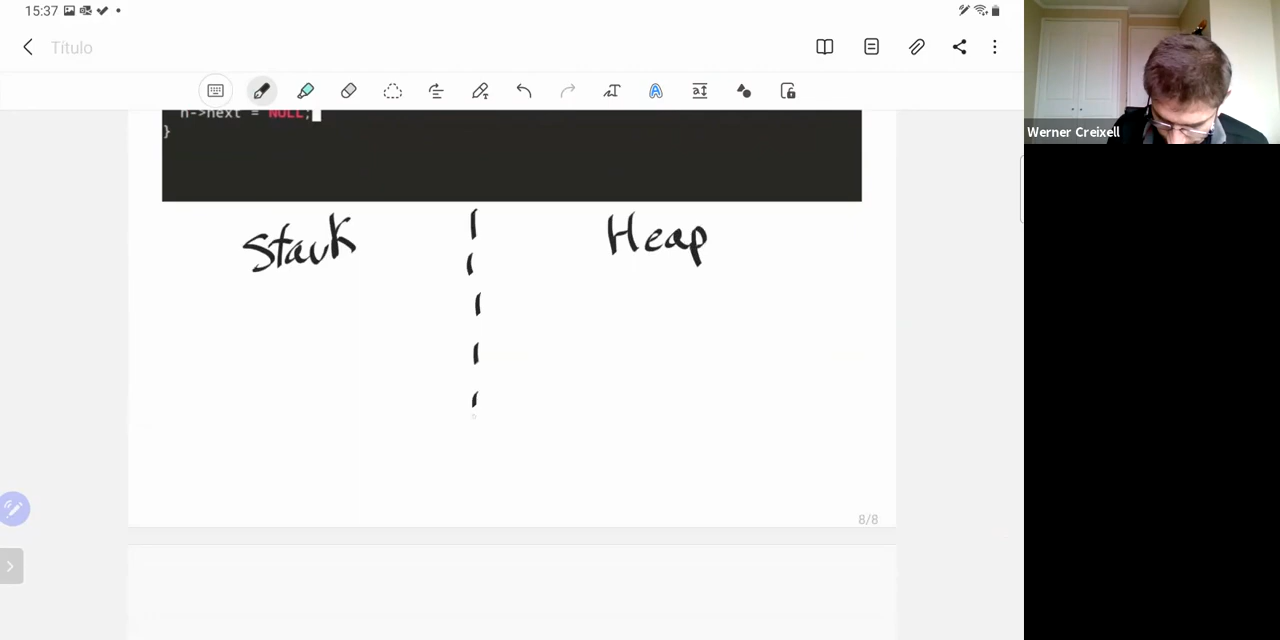 15:37
Título
n->next = NULL;
}
Stack
Heap
8/8
Werner Creixell